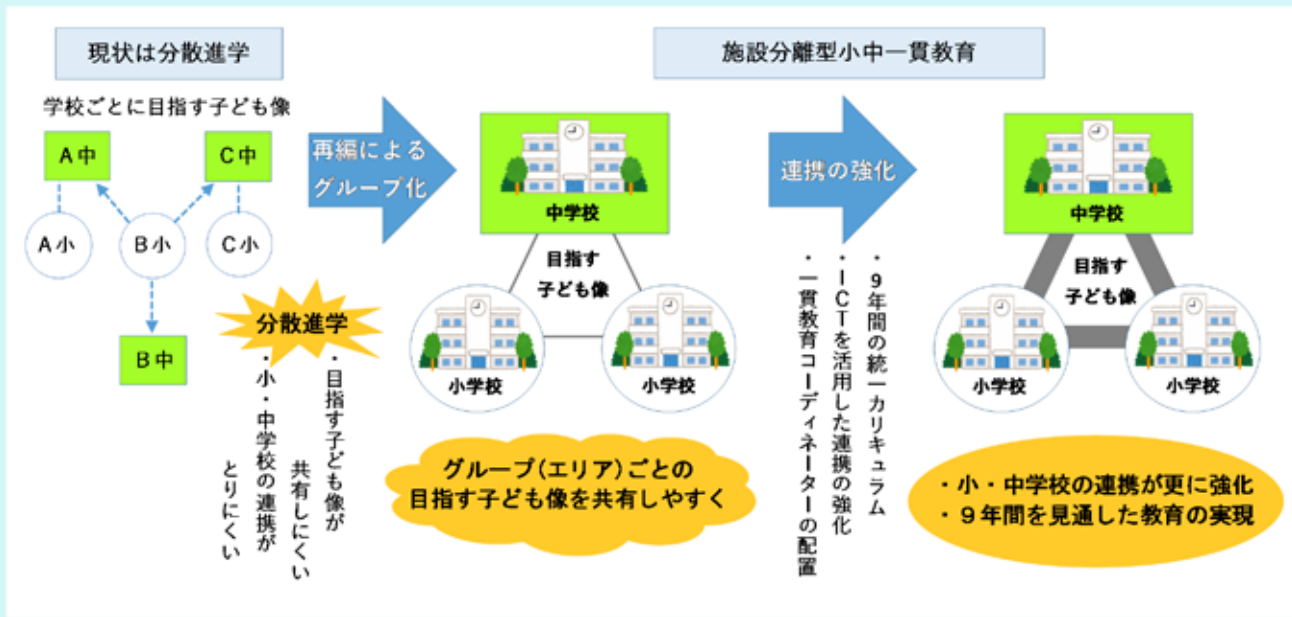 現状は分散進学
学校ごとに目指す子ども像
A中
C中
A小
B小
C小
B中
分散進学
・目指す子ども像が
共有しにくい
・小・中学校の連携が
とりにくい
再編による
グループ化
施設分離型小中一貫教育
中学校
目指す
子ども像
小学校
小学校
グループ(エリア)ごとの
目指す子ども像を共有しやすく
連携の強化
・9年間の統一カリキュラム
・ICTを活用した連携の強化
・一貫教育コーディネーターの配置
中学校
目指す
子ども像
小学校
小学校
・小・中学校の連携が更に強化
・9年間を見通した教育の実現